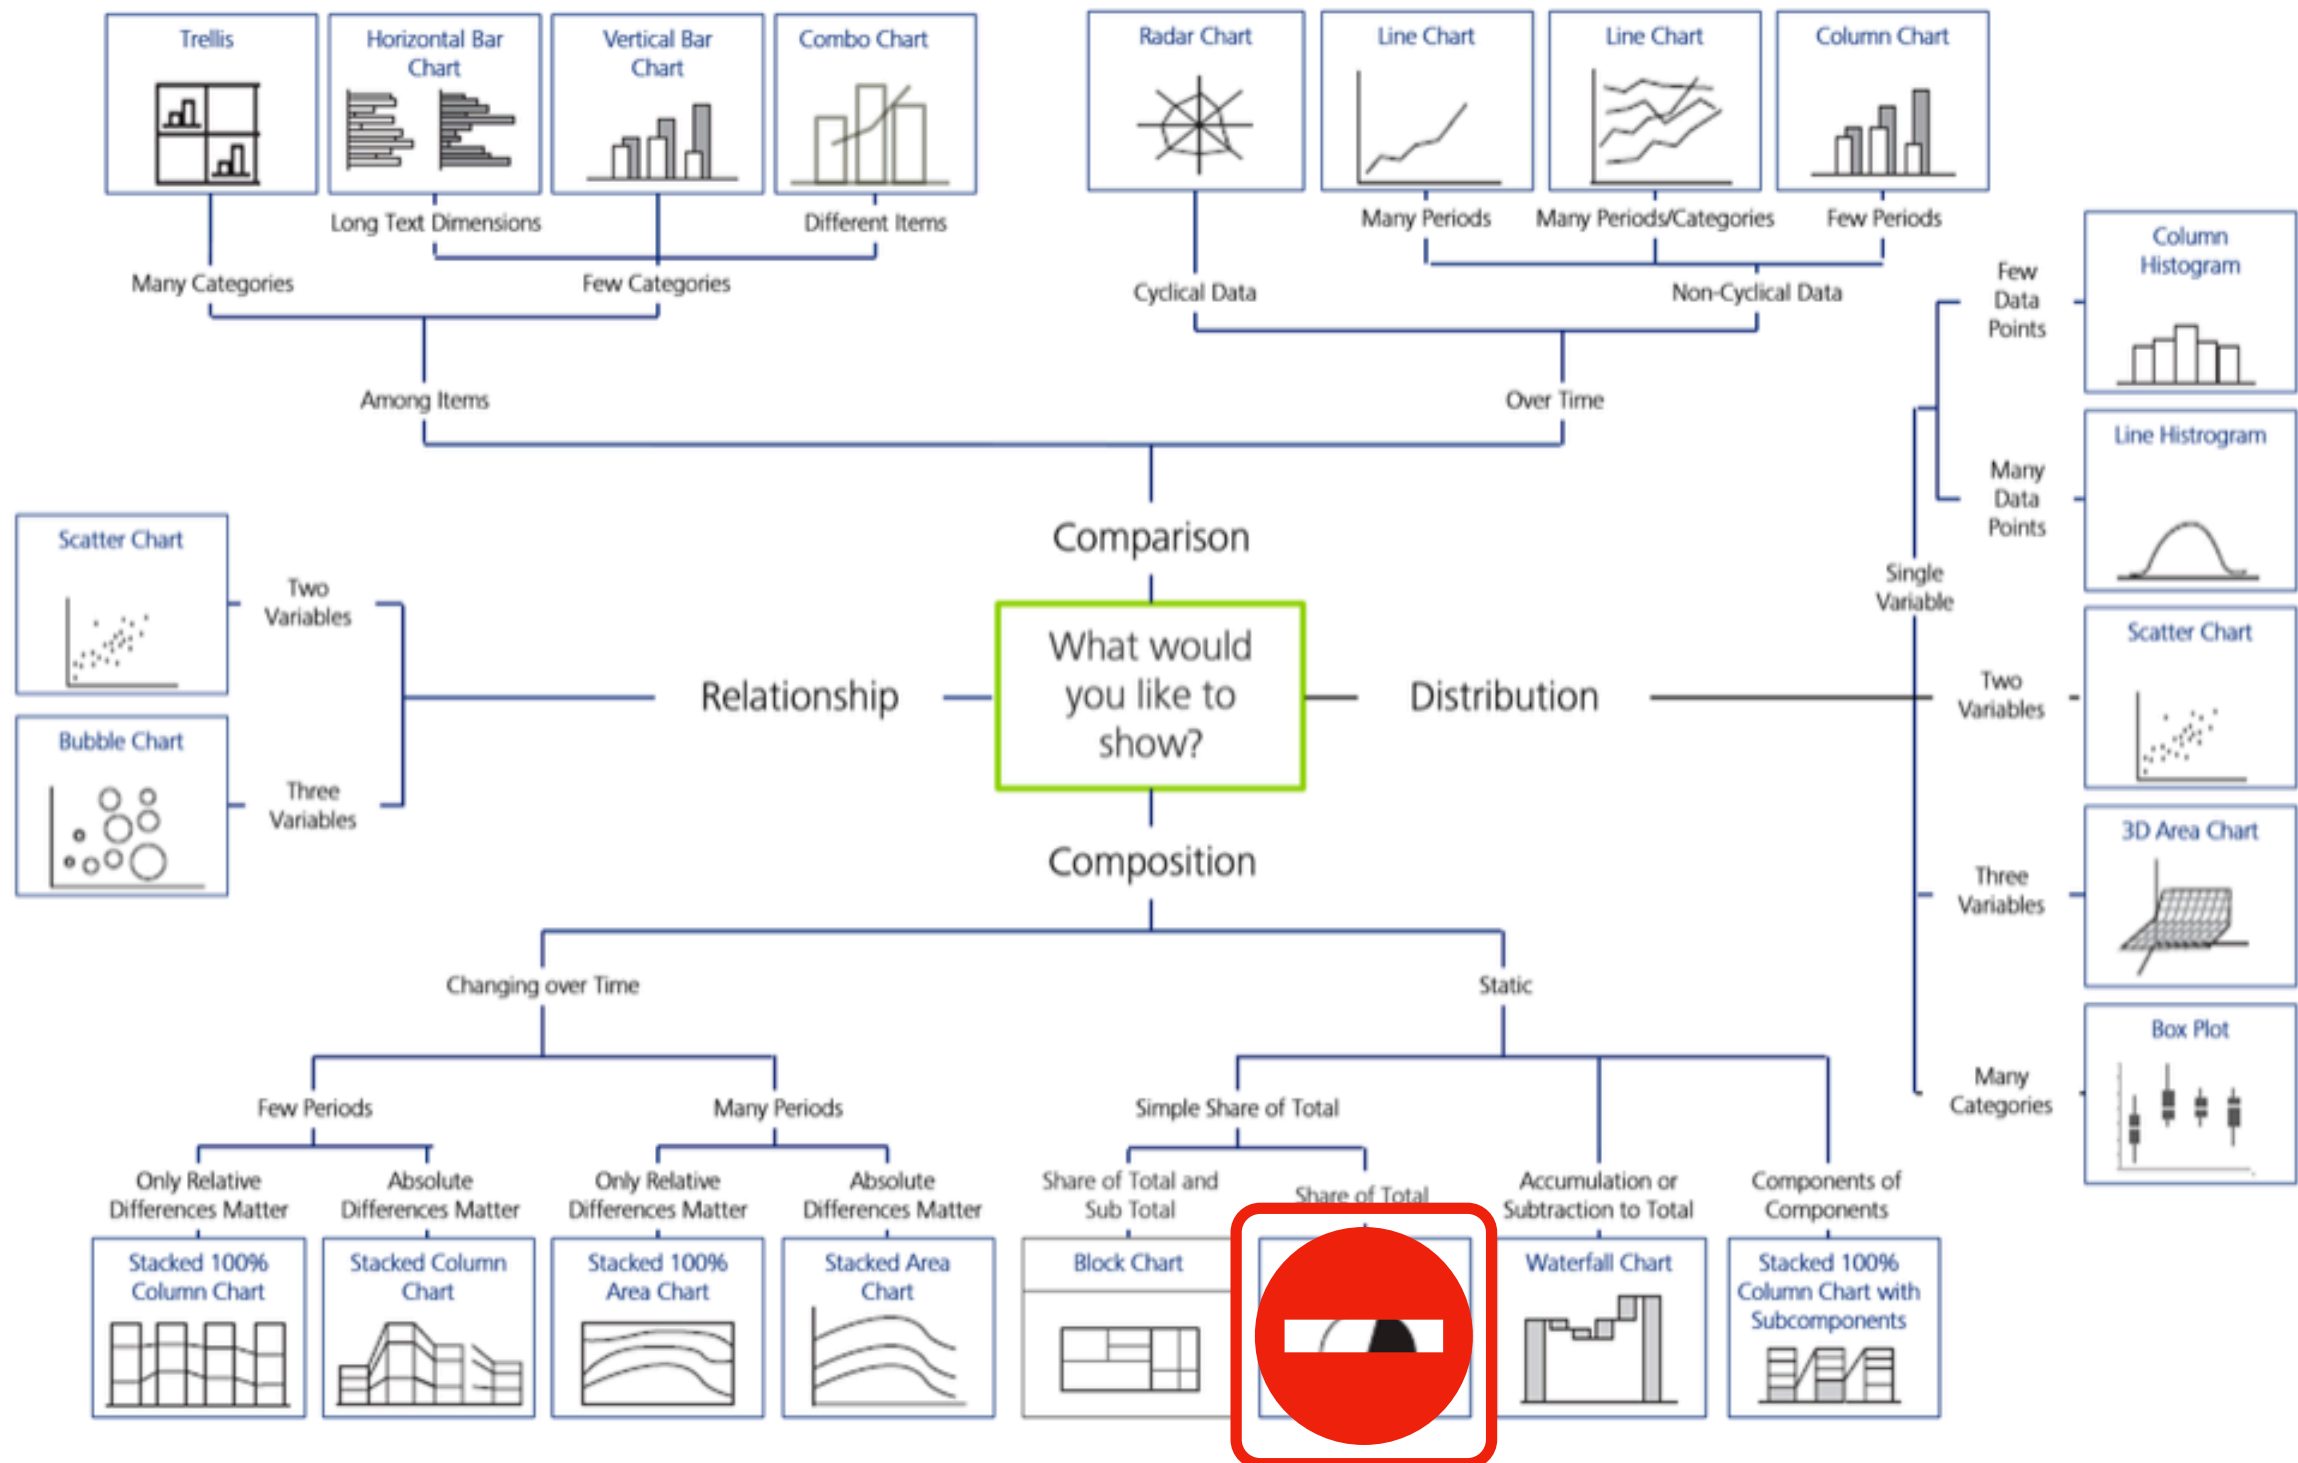 Trellis
Horizontal Bar
Chart
Vertical Bar
Chart
Combo Chart
Radar Chart
Line Chart
Line Chart
Column Chart
Long Text Dimensions
Different Items
Many Categories
Few Categories
Many Periods
Many Periods/Categories
Few Periods
Cyclical Data
Non-Cyclical Data
Among Items
Over Time
Few
Data
Points
Column
Histogram
Many
Data
Points
Line Histrogram
Comparison
Single
Variable
Scatter Chart
Two
Variables
Bubble Chart
Three
Variables
Relationship
What would
you like to
show?
Distribution
Two
Variables
Scatter Chart
Three
Variables
3D Area Chart
Many
Categories
Box Plot
Composition
Changing over Time
Static
Few Periods
Many Periods
Simple Share of Total
Only Relative
Differences Matter
Absolute
Differences Matter
Only Relative
Differences Matter
Absolute
Differences Matter
Share of Total and
Sub Total
Share of Total
Accumulation or
Subtraction to Total
Components of
Components
Stacked 100%
Column Chart
Stacked Column
Chart
Stacked 100%
Area Chart
Stacked Area
Chart
Block Chart
Waterfall Chart
Stacked 100%
Column Chart with
Subcomponents